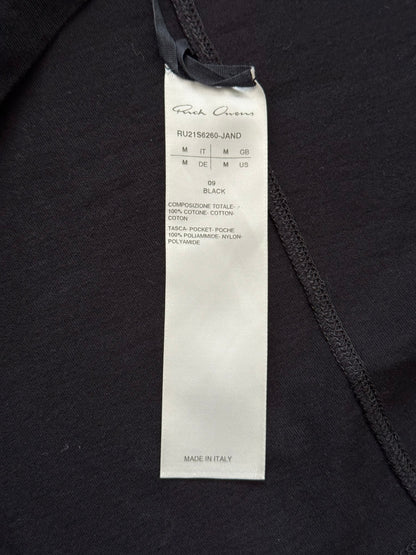 Rick Owens
RU21S6260-JAND
M IT M GB
M DE M US
09
BLACK
COMPOSIZIONE TOTALE- /
100% COTONE- COTTON-
COTON
TASCA- POCKET- POCHE
100% POLIAMMIDE- NYLON-
POLYAMIDE
MADE IN ITALY